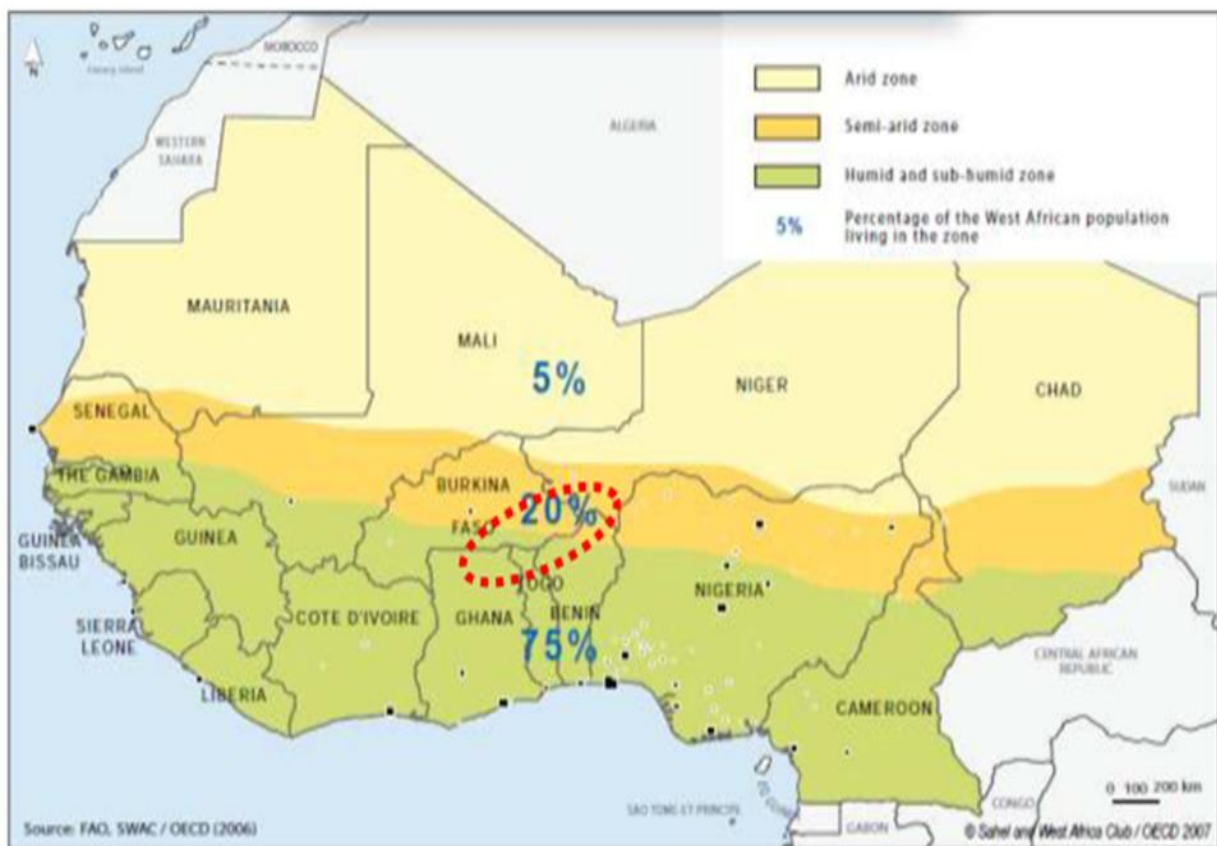 N
MOROCCO
WESTERN
SAHARA
ALGERIA
Arid zone
Semi-arid zone
Humid and sub-humid zone
5%
Percentage of the West African population
living in the zone
MAURITANIA
MALI
5%
NIGER
CHAD
SENEGAL
THE GAMBIA
GUINEA
BISSAU
GUINEA
BURKINA
FASO
20%
SUDAN
SIERRA
LEONE
LIBERIA
COTE D'IVOIRE
GHANA
TOGO
BENIN
75%
NIGERIA
CENTRAL AFRICAN
REPUBLIC
CAMEROON
SAO TOME ET PRINCIPE
GABON
CONGO
0 100 200 km
Source: FAO, SWAC / OECD (2006)
© Sahel and West Africa Club / OECD 2007